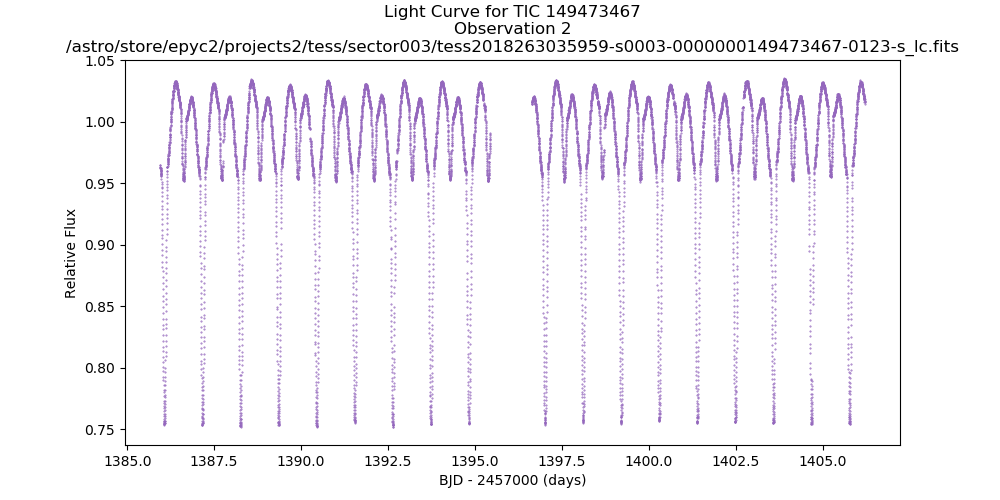 Light Curve for TIC 149473467
Observation 2
/astro/store/epyc2/projects2/tess/sector003/tess2018263035959-s0003-0000000149473467-0123-s_lc.fits
1.05
1.00
0.95
0.90
0.85
0.80
0.75
Relative Flux
1385.0 1387.5 1390.0 1392.5 1395.0 1397.5 1400.0 1402.5 1405.0
BJD - 2457000 (days)